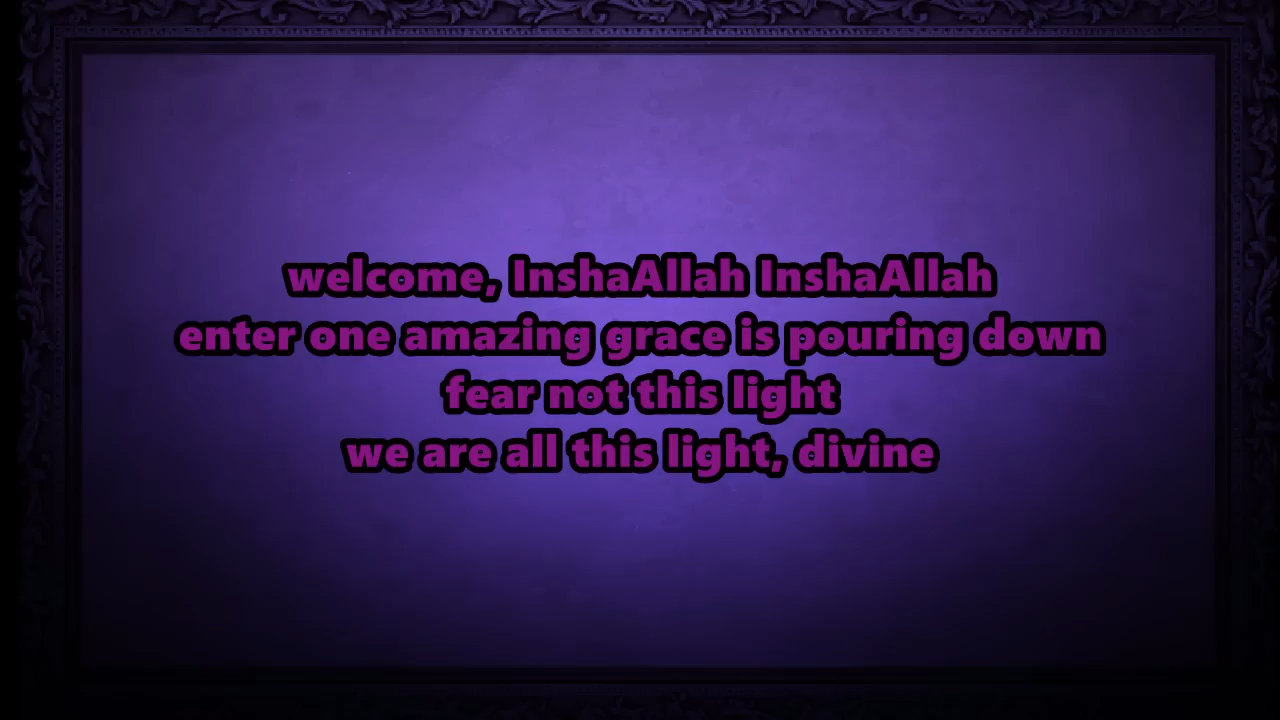 welcome, InshaAllah InshaAllah
enter one amazing grace is pouring down
fear not this light
we are all this light, divine